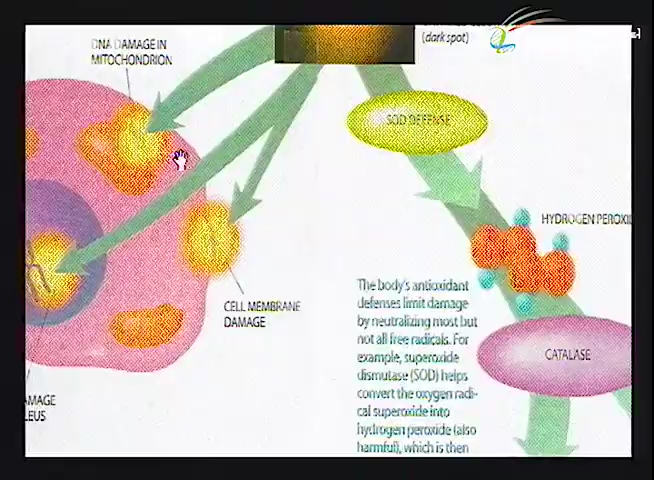 (dark spot)
DNA DAMAGE IN
MITOCHONDRION
SOD DEFENSE
HYDROGEN PEROXI
CELL MEMBRANE
DAMAGE
The body's antioxidant
defenses limit damage
by neutralizing most but
not all free radicals. For
example, superoxide
dismutase (SOD) helps
convert the oxygen radi-
cal superoxide into
hydrogen peroxide (also
harmful), which is then
CATALASE
AMAGE
LEUS